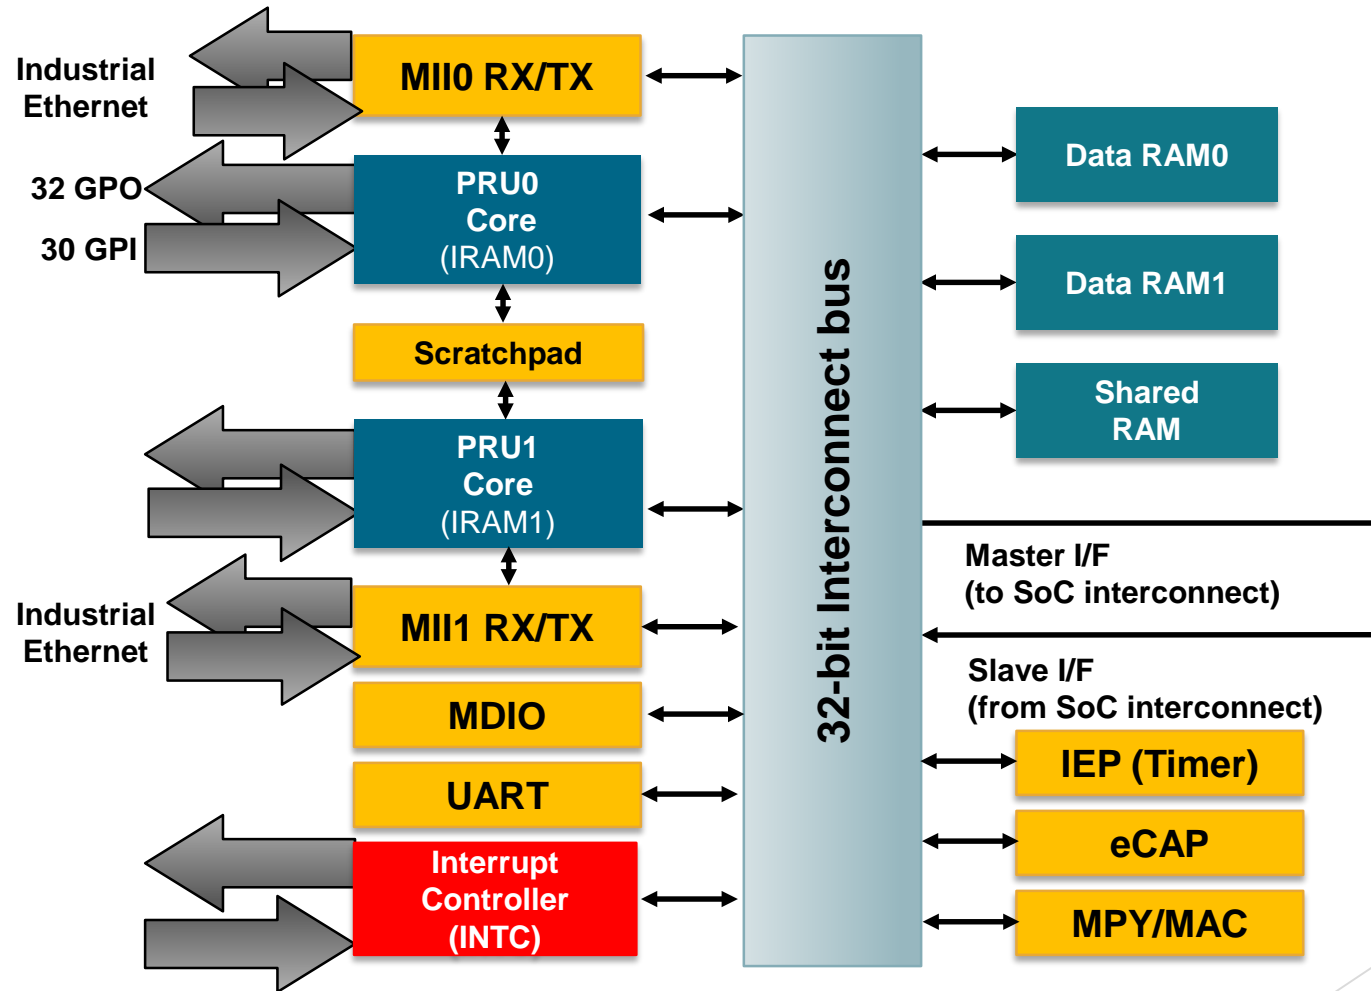 Industrial
Ethernet
MII0 RX/TX
32 GPO
30 GPI
PRU0
Core
(IRAM0)
Scratchpad
PRU1
Core
(IRAM1)
Industrial
Ethernet
MII1 RX/TX
MDIO
UART
Interrupt
Controller
(INTC)
32-bit Interconnect bus
Data RAM0
Data RAM1
Shared
RAM
Master I/F
(to SoC interconnect)
Slave I/F
(from SoC interconnect)
IEP (Timer)
eCAP
MPY/MAC